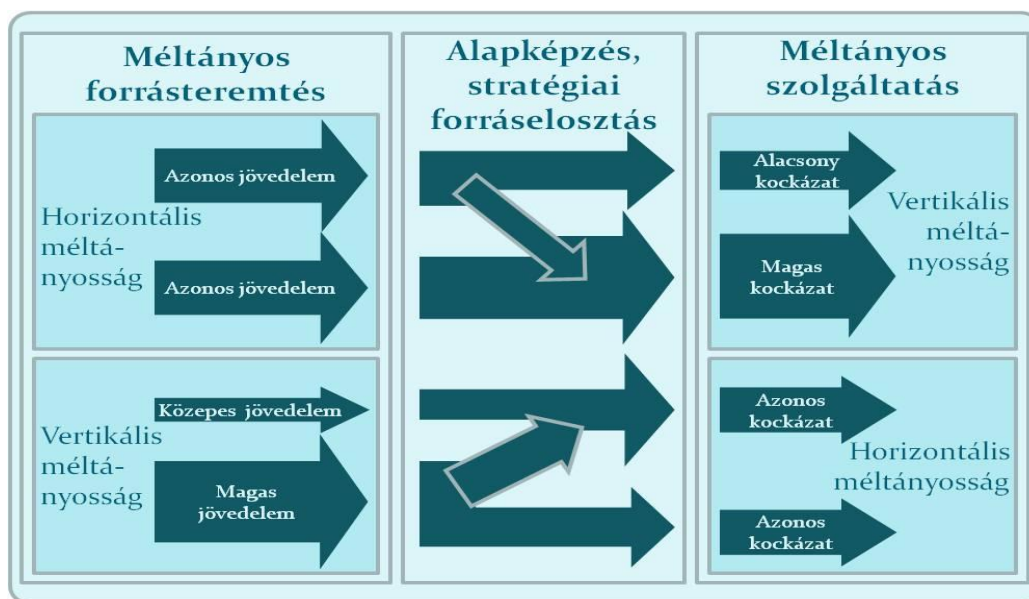 Méltányos
forrásteremtés
Azonos jövedelem
Horizontális
méltá-
nyosság
Azonos jövedelem
Közepes jövedelem
Vertikális
méltá-
nyosság
Magas
jövedelem
Alapképzés,
stratégiai
forráselosztás
Méltányos
szolgáltatás
Alacsony
kockázat
Vertikális
méltá-
nyosság
Magas
kockázat
Azonos
kockázat
Horizontális
méltányosság
Azonos
kockázat